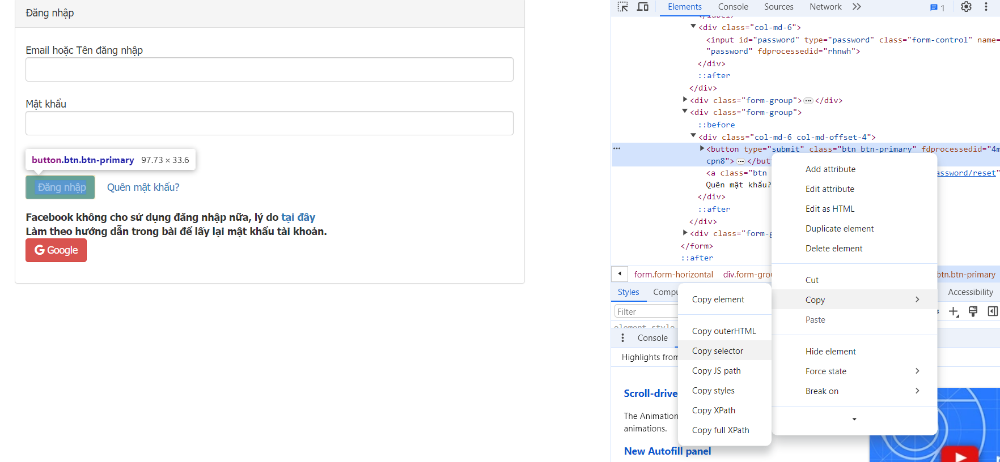 Đăng nhập
Email hoặc Tên đăng nhập
Mật khẩu
button.btn.btn-primary 97.73 × 33.6
Đăng nhập Quên mật khẩu?
Facebook không cho sử dụng đăng nhập nữa, lý do tại đây
Làm theo hướng dẫn trong bài để lấy lại mật khẩu tài khoản.
Google
Elements Console Sources Network 1
</label>
<div class="col-md-6">
<input id="password" type="password" class="form-control" name=
"password" fdprocessedid="rhnwh">
</div>
::after
</div>
<div class="form-group"> … </div>
<div class="form-group">
::before
<div class="col-md-6 col-md-offset-4">
<button type="submit" class="btn btn-primary" fdprocessedid="4m
cpn8"> … </but
<a class="btn assword/reset"
Quên mật khẩu?
</div>
::after
</div>
<div class="form-g
</form>
::after
form.form-horizontal div.form-grou btn.btn-primary
Styles Compu Accessibility
Filter
element.style
Console
Highlights from
Scroll-drive
The Animation
animations.
New Autofill panel
Add attribute
Edit attribute
Edit as HTML
Duplicate element
Delete element
Cut
Copy
Paste
Hide element
Force state
Break on
Copy element
Copy outerHTML
Copy selector
Copy JS path
Copy styles
Copy XPath
Copy full XPath